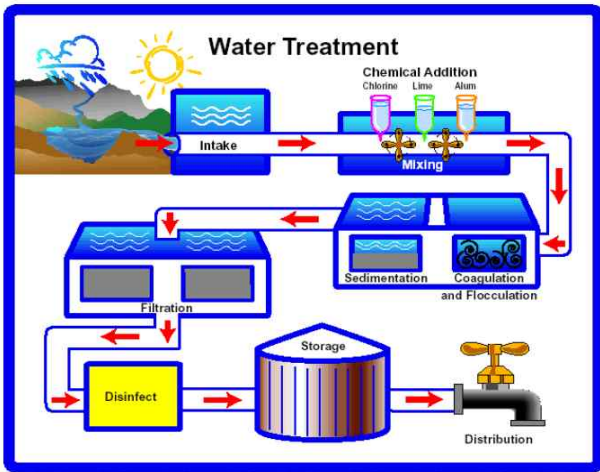 Water Treatment
Chemical Addition
Chlorine Lime Alum
Intake
Mixing
Sedimentation
Coagulation
and Flocculation
Filtration
Storage
Disinfect
Distribution